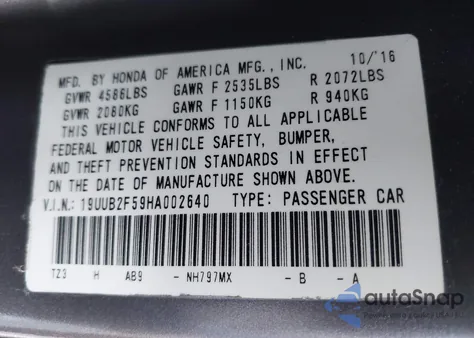 MFD. BY HONDA OF AMERICA MFG., INC. 10/'16
GVWR 4586LBS GAWR F 2535LBS R 2072LBS
GVWR 2080KG GAWR F 1150KG R 940KG
THIS VEHICLE CONFORMS TO ALL APPLICABLE
FEDERAL MOTOR VEHICLE SAFETY, BUMPER,
AND THEFT PREVENTION STANDARDS IN EFFECT
ON THE DATE OF MANUFACTURE SHOWN ABOVE.
V.I.N.: 19UUB2F59HA002640 TYPE: PASSENGER CAR
TZ3 H AB9 - NH797MX - B - A
autoSnap